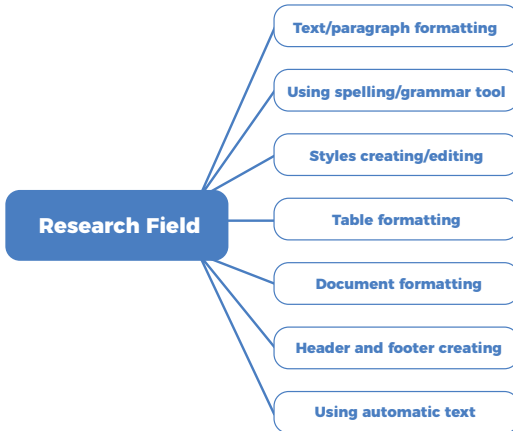 Text/paragraph formatting
Using spelling/grammar tool
Styles creating/editing
Research Field
Table formatting
Document formatting
Header and footer creating
Using automatic text